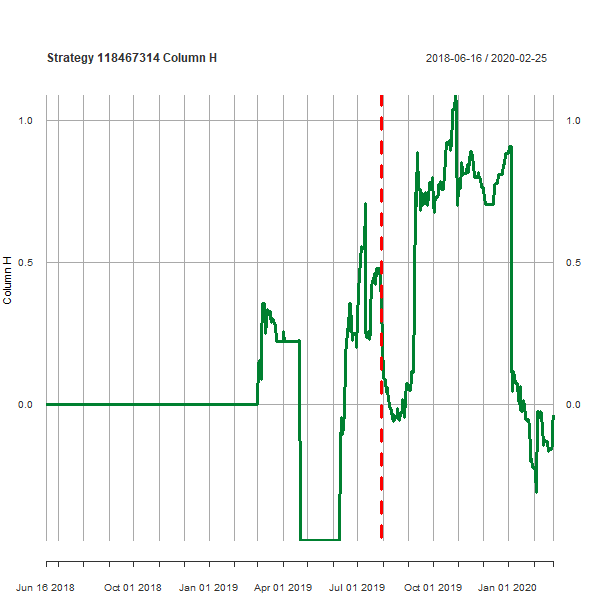 Strategy 118467314 Column H
2018-06-16 / 2020-02-25
1.0
1.0
0.5
0.5
0.0
0.0
Column H
Jun 16 2018
Oct 01 2018
Jan 01 2019
Apr 01 2019
Jul 01 2019
Oct 01 2019
Jan 01 2020